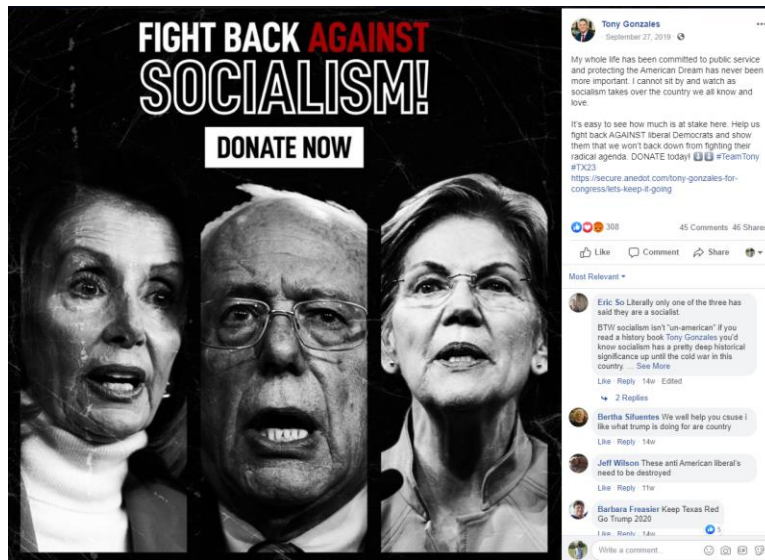 FIGHT BACK AGAINST
SOCIALISM!
DONATE NOW
Tony Gonzales
September 27, 2019
My whole life has been committed to public service
and protecting the American Dream has never been
more important. I cannot sit by and watch as
socialism takes over the country we all know and
love.
It's easy to see how much is at stake here. Help us
fight back AGAINST liberal Democrats and show
them that we won't back down from fighting their
radical agenda. DONATE today! ⬇️⬇️ #TeamTony
#TX23
https://secure.anedot.com/tony-gonzales-for-
congress/lets-keep-it-going
308
45 Comments 46 Shares
Like Comment Share
Most Relevant
Eric So Literally only one of the three has
said they are a socialist.
BTW socialism isn't "un-american" if you
read a history book Tony Gonzales you'd
know socialism has a pretty deep historical
significance up until the cold war in this
country. ... See More
Like · Reply · 14w · Edited
2 Replies
Bertha Sifuentes We well help you csuse i
like what trump is doing for are country
Like · Reply · 14w
Jeff Wilson These anti American liberal's
need to be destroyed
Like · Reply · 11w
Barbara Freasier Keep Texas Red
Go Trump 2020
5
Like · Reply · 14w
Write a comment...